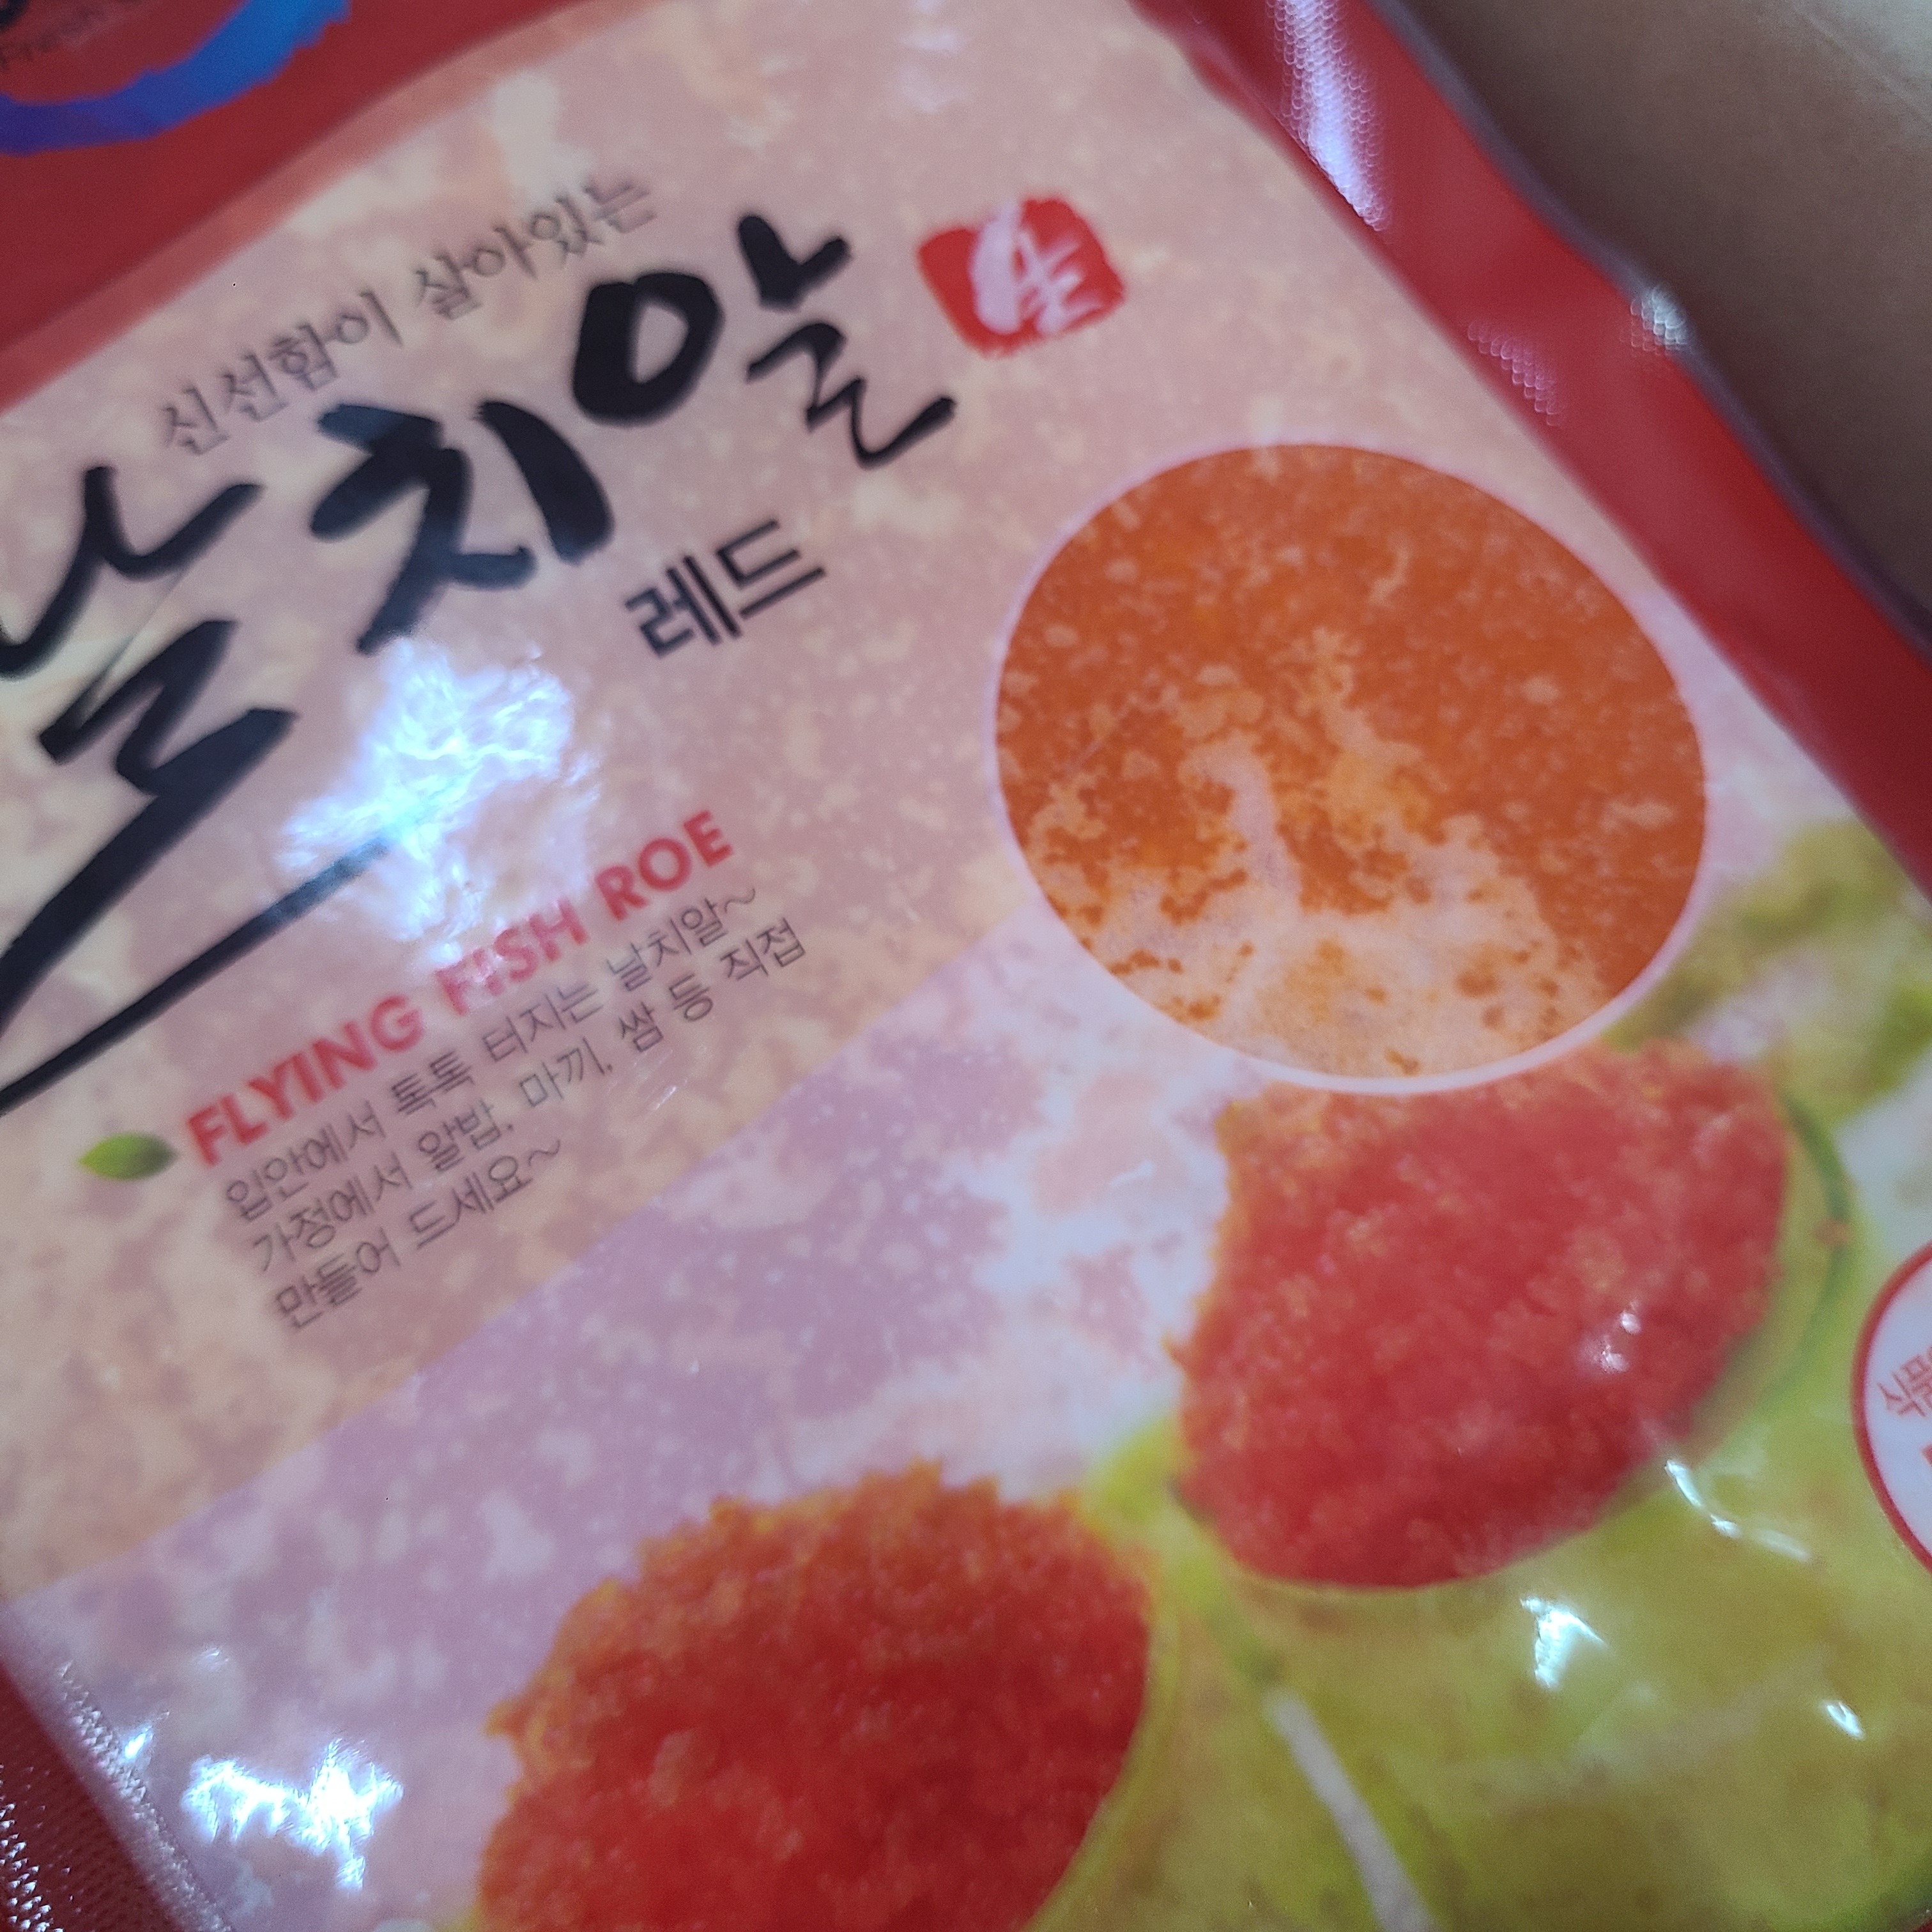 Fresh
신선함이 살아있는
날치알
레드
FLYING FISH ROE
입안에서 톡톡 터지는 날치알~
가정에서 알밥, 마끼, 쌈 등 직접
만들어 드세요~